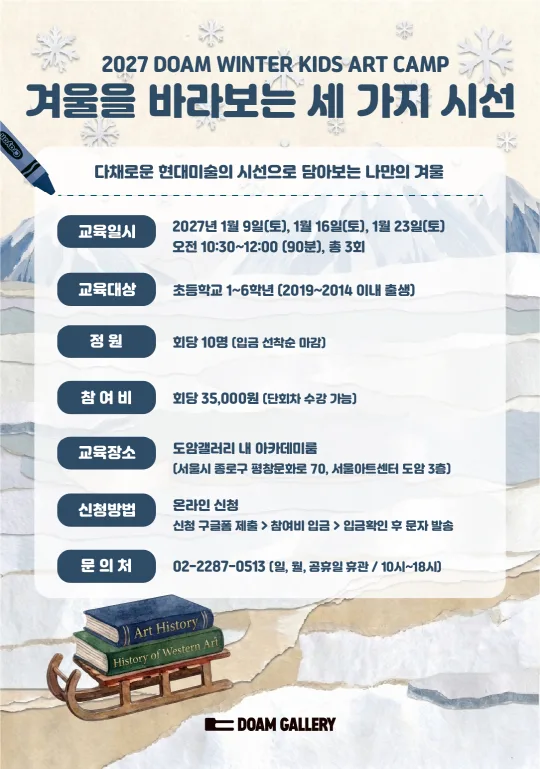 2027 DOAM WINTER KIDS ART CAMP
겨울을 바라보는 세 가지 시선
다채로운 현대미술의 시선으로 담아보는 나만의 겨울
교육일시
2027년 1월 9일(토), 1월 16일(토), 1월 23일(토)
오전 10:30~12:00 (90분), 총 3회
교육대상
초등학교 1~6학년 (2019~2014 이내 출생)
정 원
회당 10명 (입금 선착순 마감)
참 여 비
회당 35,000원 (단회차 수강 가능)
교육장소
도암갤러리 내 아카데미룸
(서울시 종로구 평창문화로 70, 서울아트센터 도암 3층)
신청방법
온라인 신청
신청 구글폼 제출 > 참여비 입금 > 입금확인 후 문자 발송
문 의 처
02-2287-0513 (일, 월, 공휴일 휴관 / 10시~18시)
Art History
History of Western Art
DOAM GALLERY